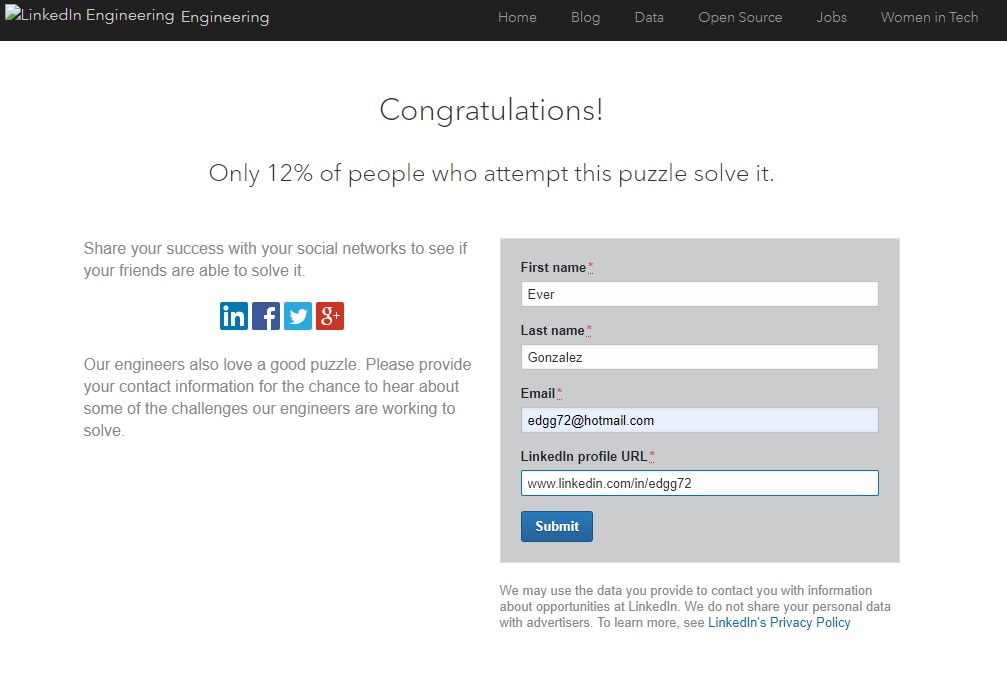 LinkedIn Engineering Engineering Home Blog Data Open Source Jobs Women in Tech
Congratulations!
Only 12% of people who attempt this puzzle solve it.
Share your success with your social networks to see if
your friends are able to solve it.
in f g+
Our engineers also love a good puzzle. Please provide
your contact information for the chance to hear about
some of the challenges our engineers are working to
solve.
First name*
Ever
Last name*
Gonzalez
Email*
edgg72@hotmail.com
LinkedIn profile URL*
www.linkedin.com/in/edgg72
Submit
We may use the data you provide to contact you with information
about opportunities at LinkedIn. We do not share your personal data
with advertisers. To learn more, see LinkedIn's Privacy Policy